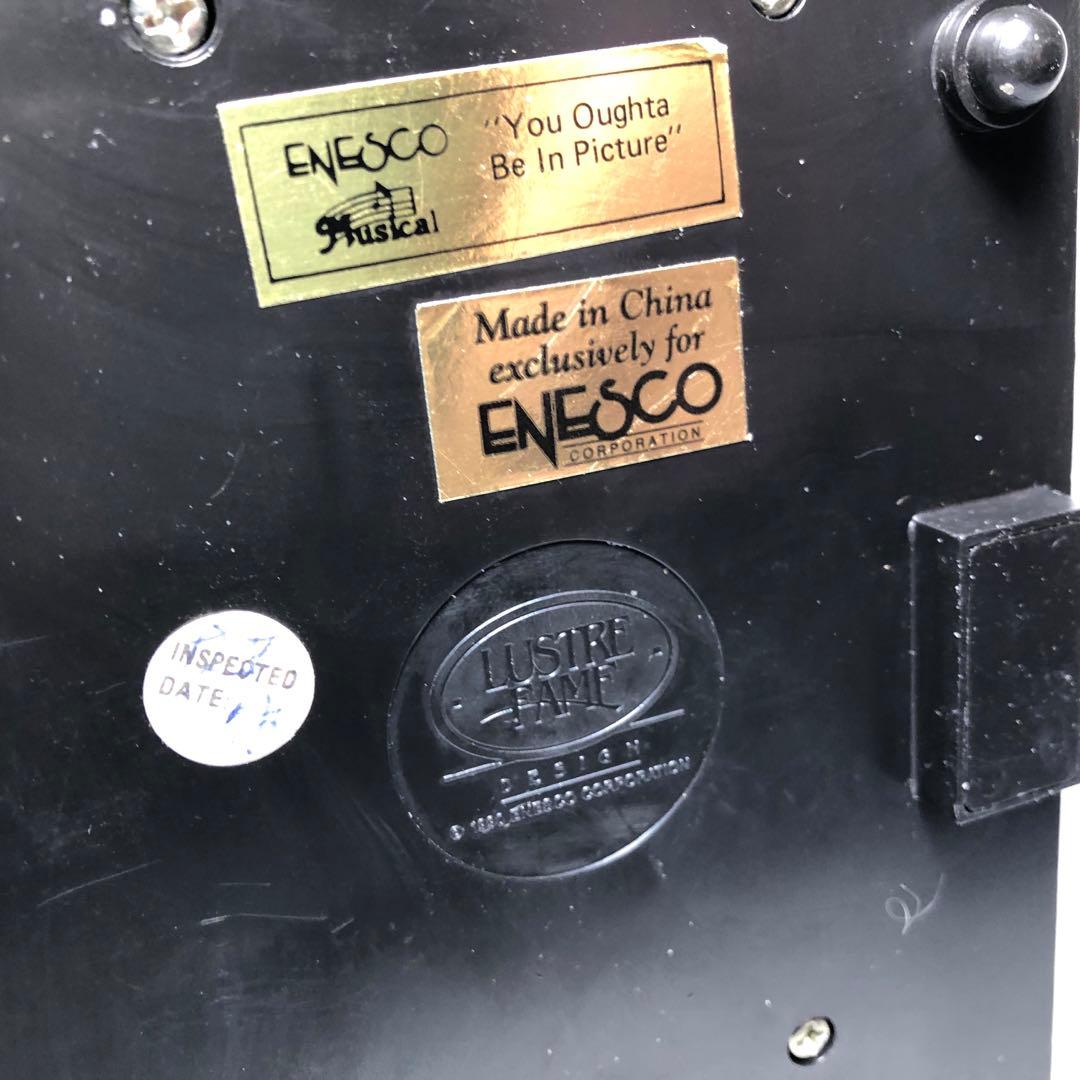 ENESCO
Musical
"You Oughta
Be In Picture"
Made in China
exclusively for
ENESCO
CORPORATION
INSPECTED
DATE
LUSTRE
FAME
DESIGN
© ENESCO CORPORATION